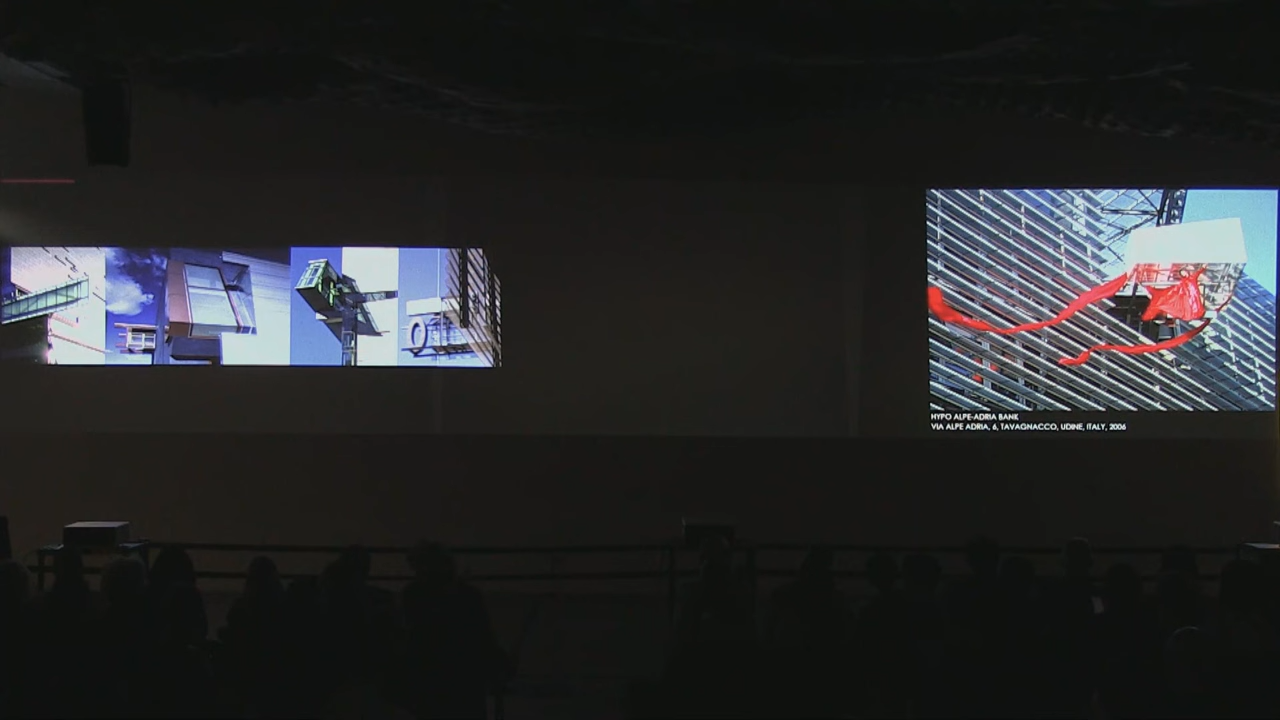 HYPO ALPE-ADRIA BANK
VIA ALPE ADRIA, 6, TAVAGNACCO, UDINE, ITALY, 2006